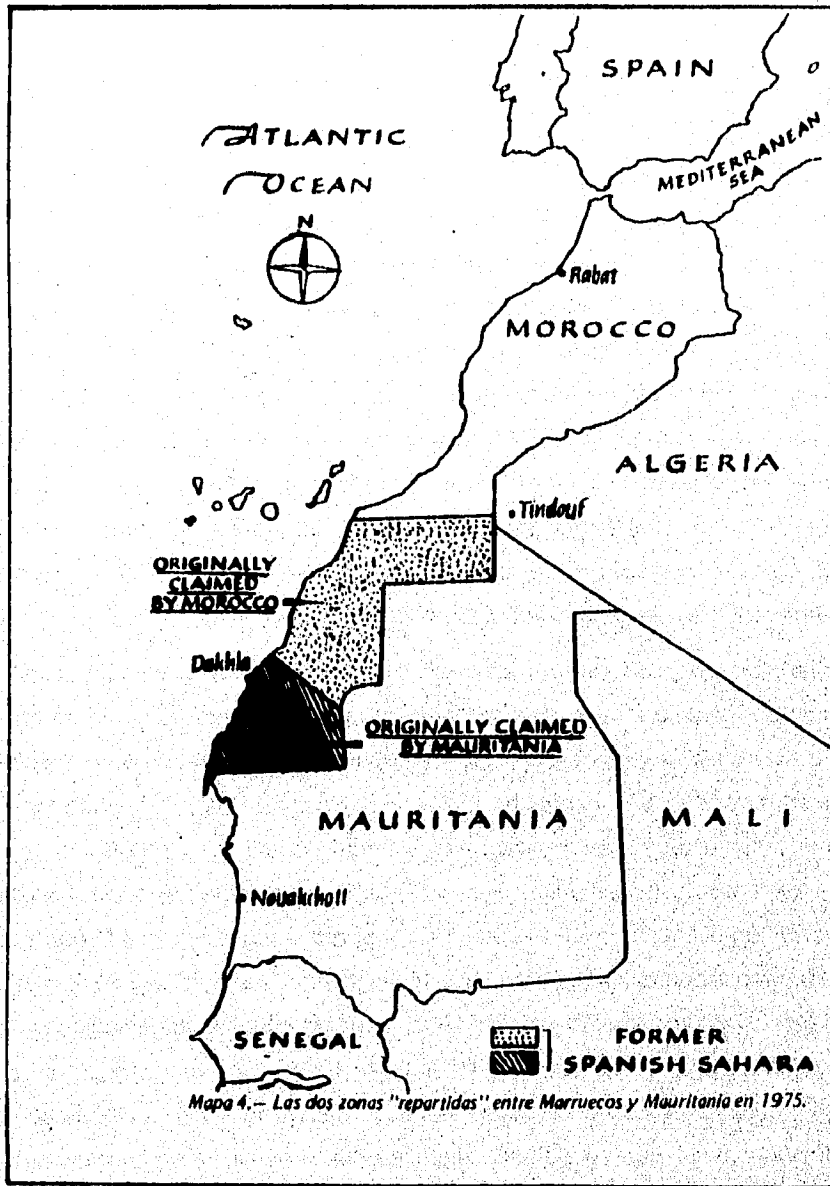 SPAIN
ATLANTIC
OCEAN
MEDITERRANEAN
SEA
N
Rabat
MOROCCO
ALGERIA
Tindouf
ORIGINALLY
CLAIMED
BY MOROCCO
Dakhla
ORIGINALLY CLAIMED
BY MAURITANIA
MAURITANIA
MALI
Nouakchott
SENEGAL
FORMER
SPANISH SAHARA
Mapa 4.– Las dos zonas "repartidas" entre Marruecos y Mauritania en 1975.